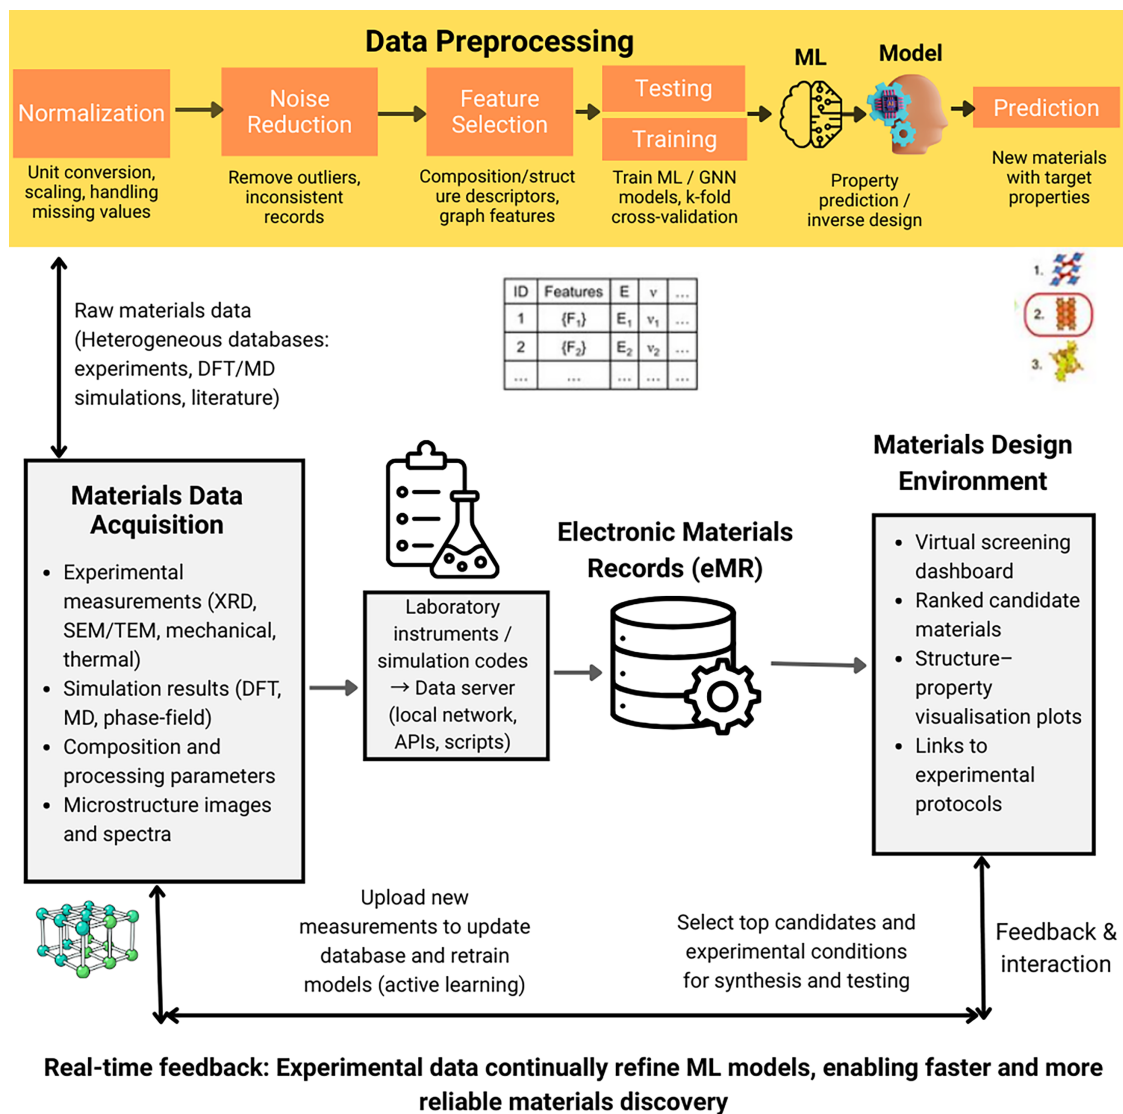 Data Preprocessing
Normalization
Unit conversion,
scaling, handling
missing values
Noise
Reduction
Remove outliers,
inconsistent
records
Feature
Selection
Composition/struct
ure descriptors,
graph features
Testing
Training
Train ML / GNN
models, k-fold
cross-validation
ML
Model
Property
prediction /
inverse design
Prediction
New materials
with target
properties
Raw materials data
(Heterogeneous databases:
experiments, DFT/MD
simulations, literature)
ID Features E ν ...
1 {F₁} E₁ ν₁ ...
2 {F₂} E₂ ν₂ ...
... ... ... ... ...
1.
2.
3.
Materials Data
Acquisition
• Experimental
measurements (XRD,
SEM/TEM, mechanical,
thermal)
• Simulation results (DFT,
MD, phase-field)
• Composition and
processing parameters
• Microstructure images
and spectra
Laboratory
instruments /
simulation codes
→ Data server
(local network,
APIs, scripts)
Electronic Materials
Records (eMR)
Materials Design
Environment
• Virtual screening
dashboard
• Ranked candidate
materials
• Structure–
property
visualisation plots
• Links to
experimental
protocols
Upload new
measurements to update
database and retrain
models (active learning)
Select top candidates and
experimental conditions
for synthesis and testing
Feedback &
interaction
Real-time feedback: Experimental data continually refine ML models, enabling faster and more
reliable materials discovery